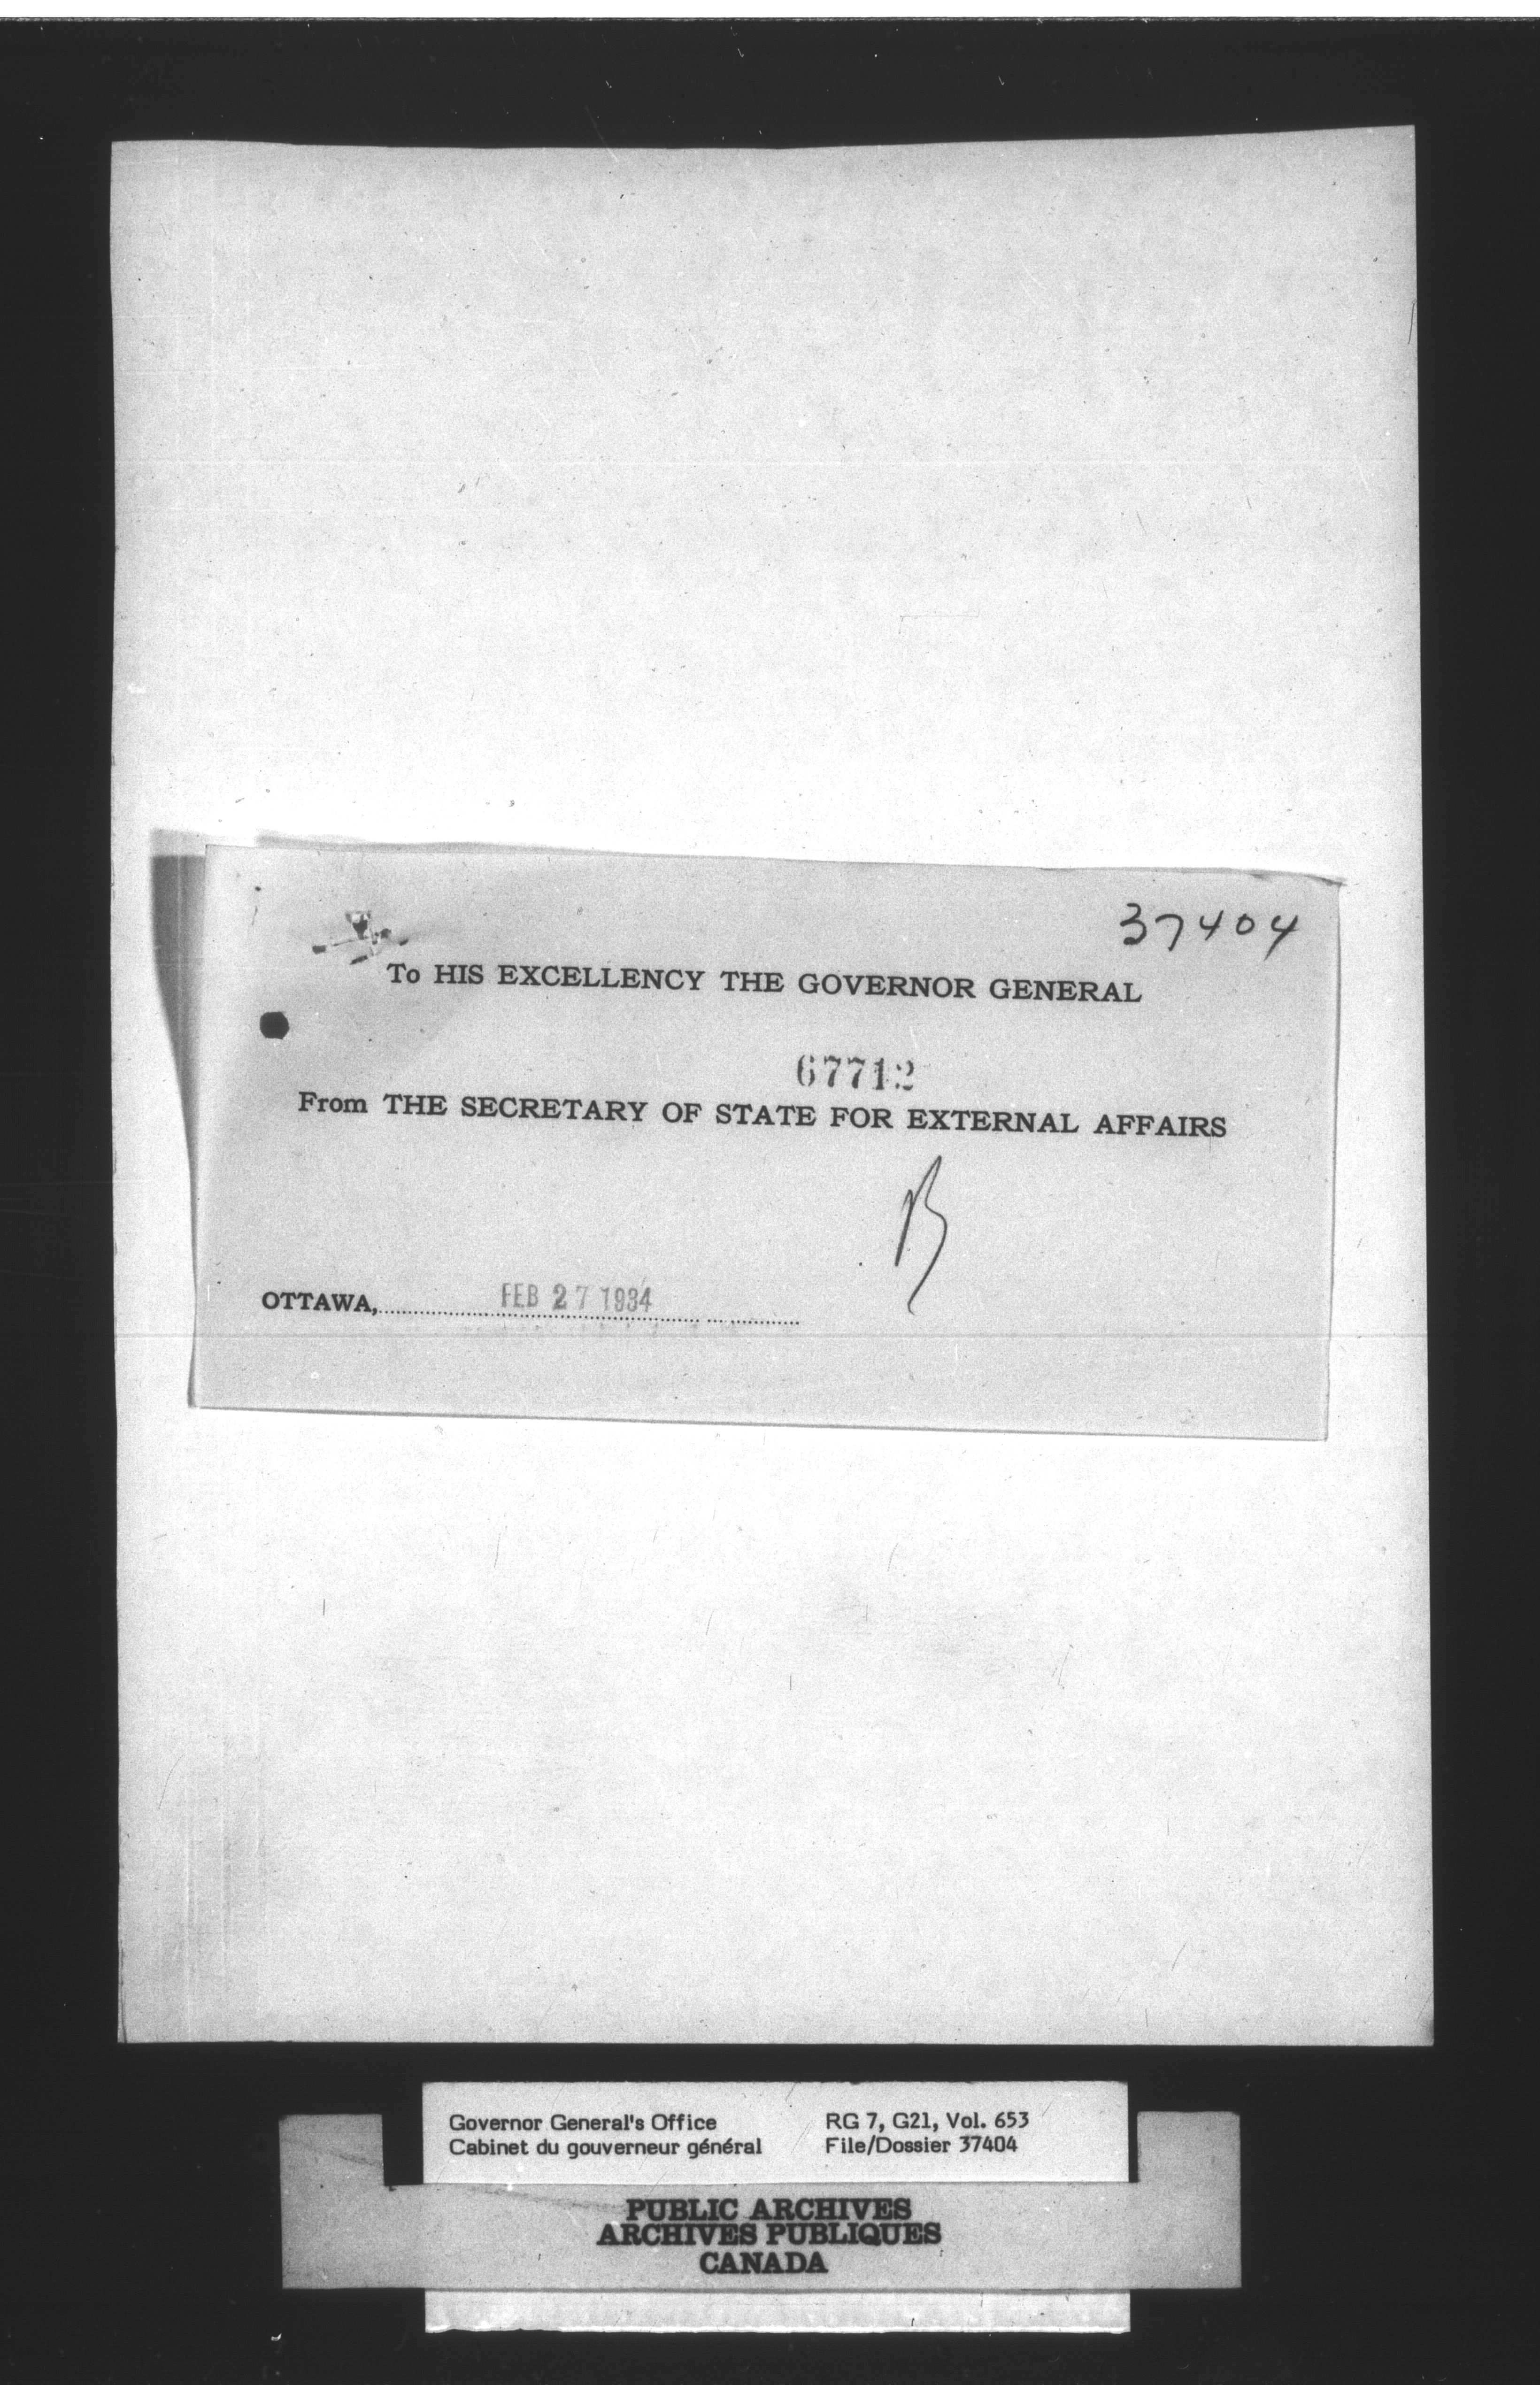 37404
To HIS EXCELLENCY THE GOVERNOR GENERAL
67712
From THE SECRETARY OF STATE FOR EXTERNAL AFFAIRS
B
OTTAWA, FEB 27 1934
Governor General's Office
Cabinet du gouverneur général
RG 7, G21, Vol. 653
File/Dossier 37404
PUBLIC ARCHIVES
ARCHIVES PUBLIQUES
CANADA